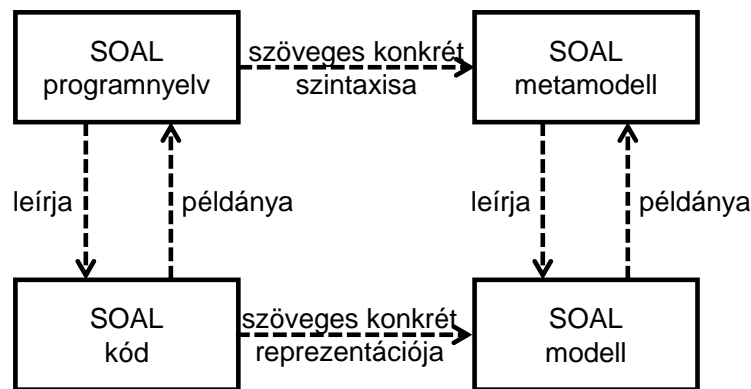 SOAL
programnyelv
szöveges konkrét
szintaxisa
SOAL
metamodell
leírja
példánya
leírja
példánya
SOAL
kód
szöveges konkrét
reprezentációja
SOAL
modell